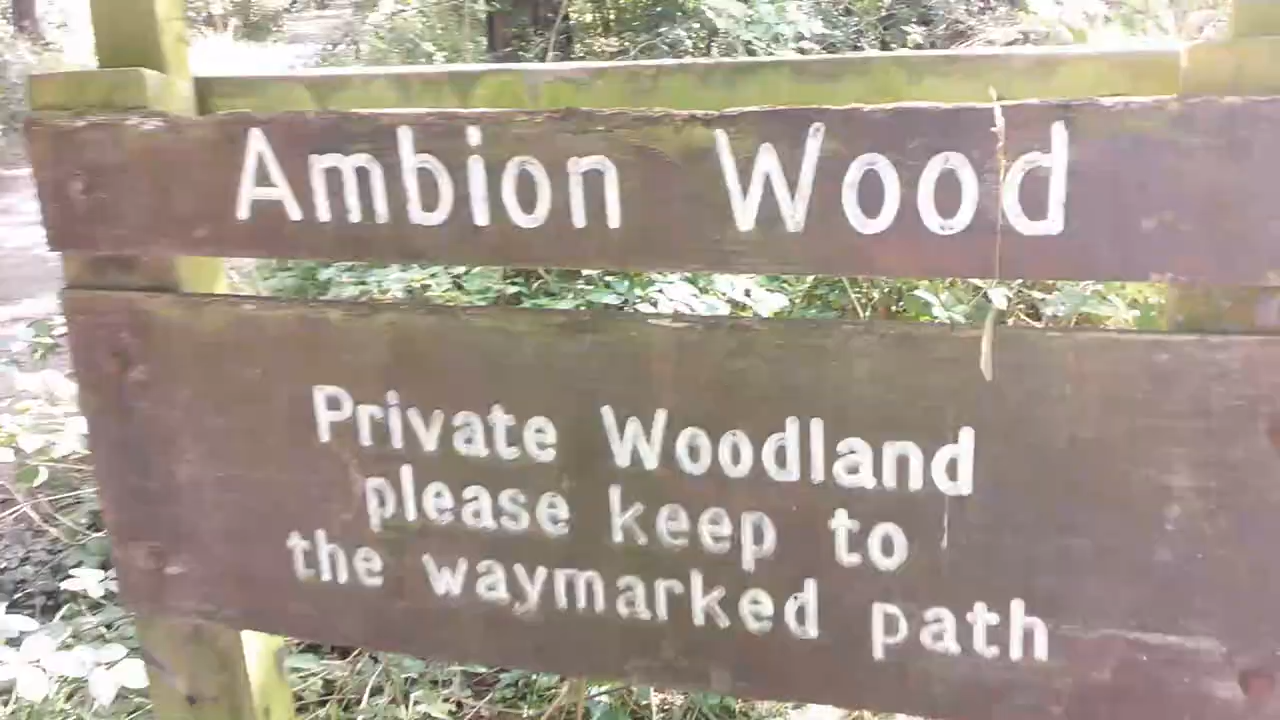 Ambion Wood
Private Woodland
please keep to
the waymarked path